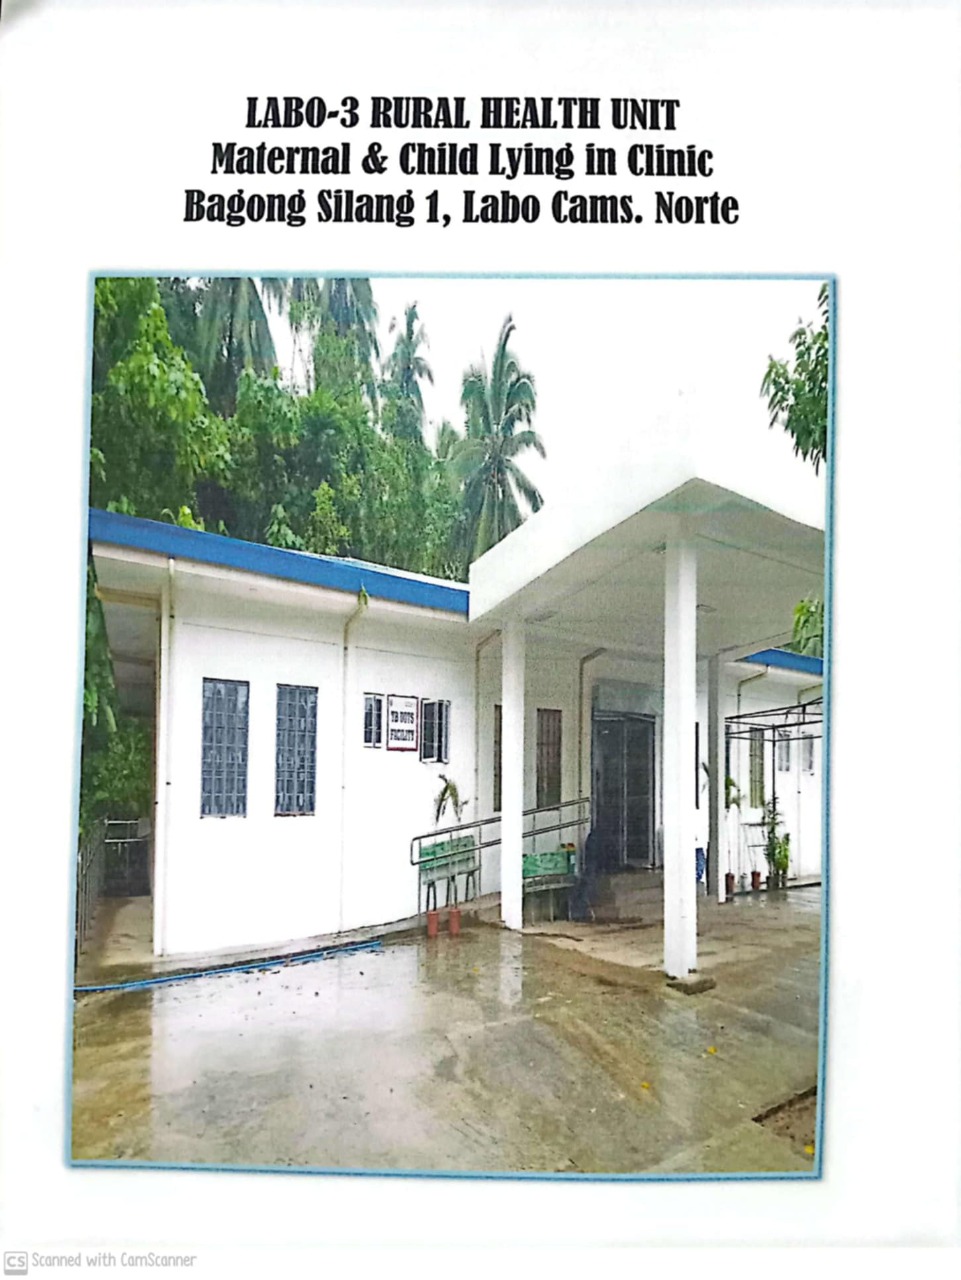 LABO-3 RURAL HEALTH UNIT
Maternal & Child Lying in Clinic
Bagong Silang 1, Labo Cams. Norte
TB DOTS
FACILITY
CS Scanned with CamScanner